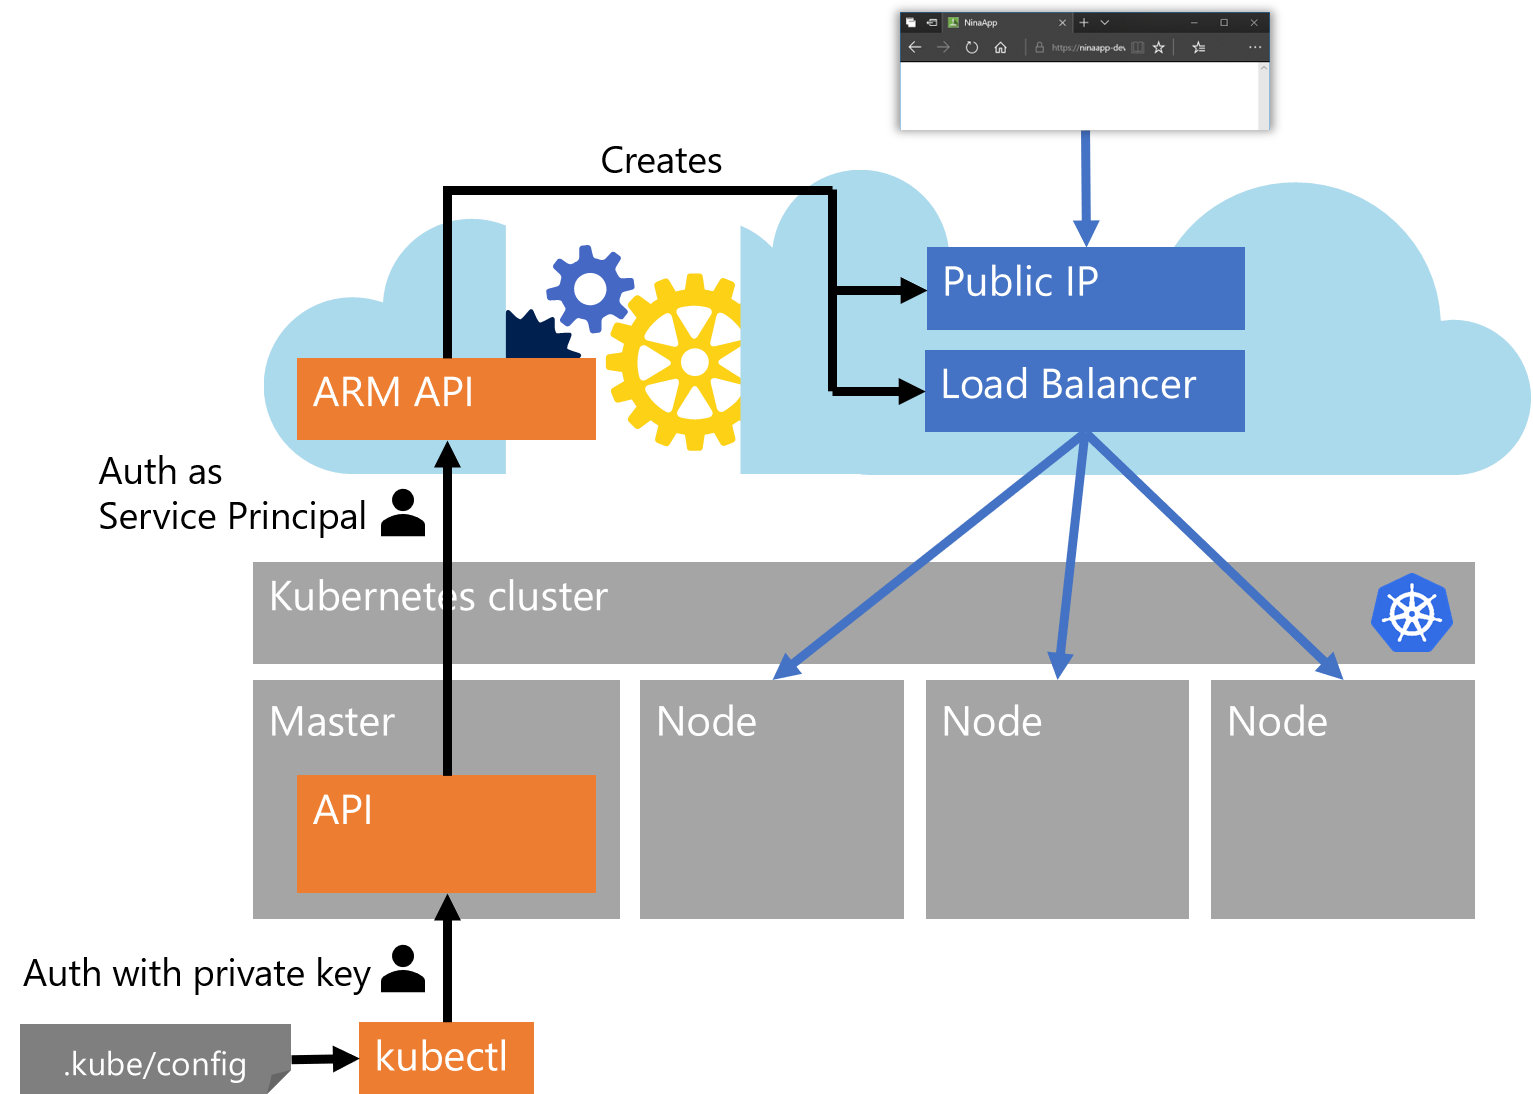 NinaApp
https://ninaapp-dev
Creates
Public IP
Load Balancer
ARM API
Auth as
Service Principal
Kubernetes cluster
Master
Node
Node
Node
API
Auth with private key
.kube/config
kubectl